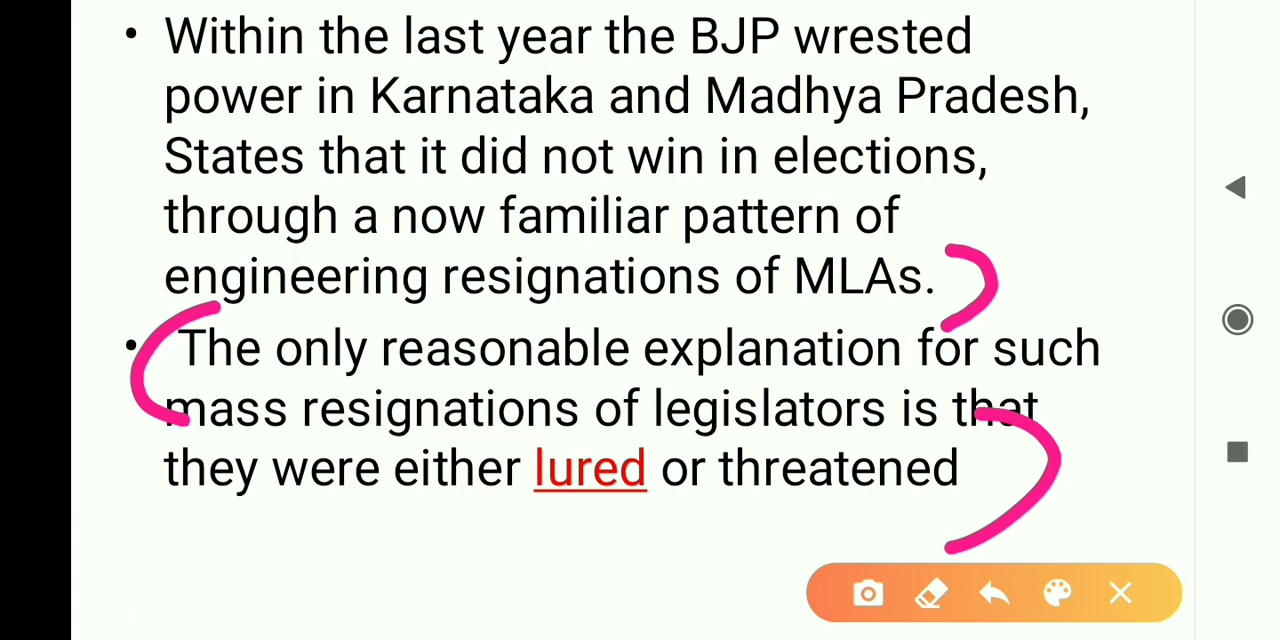 • Within the last year the BJP wrested
power in Karnataka and Madhya Pradesh,
States that it did not win in elections,
through a now familiar pattern of
engineering resignations of MLAs.
• The only reasonable explanation for such
mass resignations of legislators is that
they were either lured or threatened